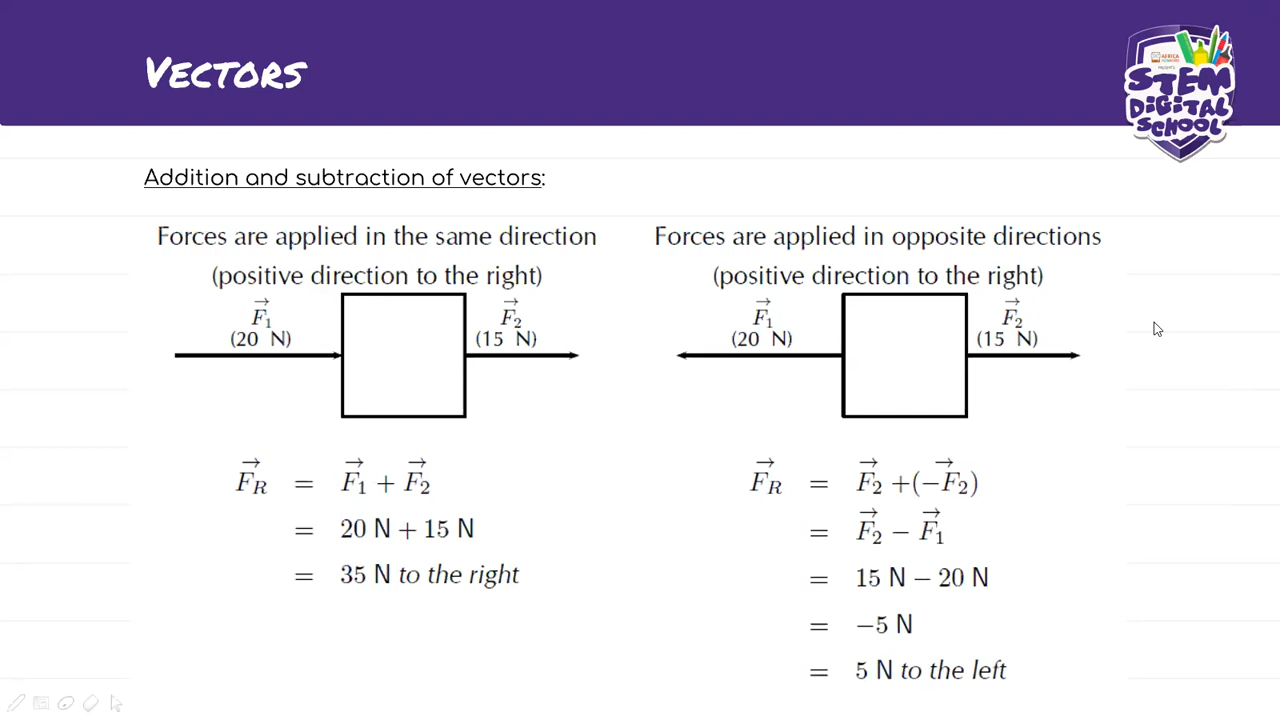 VECTORS
AFRICA
STEM
DIGITAL
SCHOOL
Addition and subtraction of vectors:
Forces are applied in the same direction
(positive direction to the right)
F⃗₁
(20 N)
F⃗₂
(15 N)
F⃗_R = F⃗₁ + F⃗₂
= 20 N + 15 N
= 35 N to the right
Forces are applied in opposite directions
(positive direction to the right)
F⃗₁
(20 N)
F⃗₂
(15 N)
F⃗_R = F⃗₂ +(−F⃗₂)
= F⃗₂ − F⃗₁
= 15 N − 20 N
= −5 N
= 5 N to the left